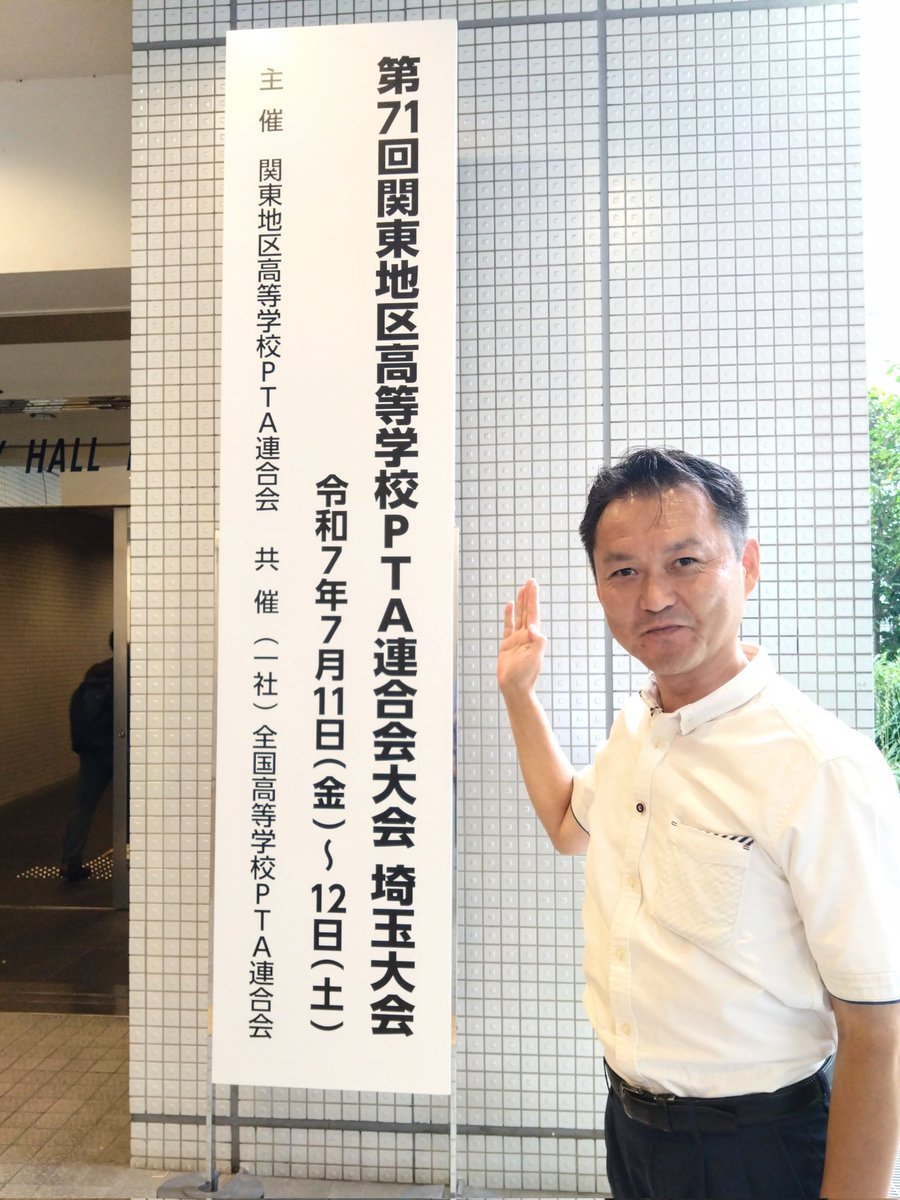 第71回関東地区高等学校PTA連合会大会 埼玉大会
令和7年7月11日(金)～12日(土)
主催 関東地区高等学校PTA連合会 共催 (一社)全国高等学校PTA連合会
HALL